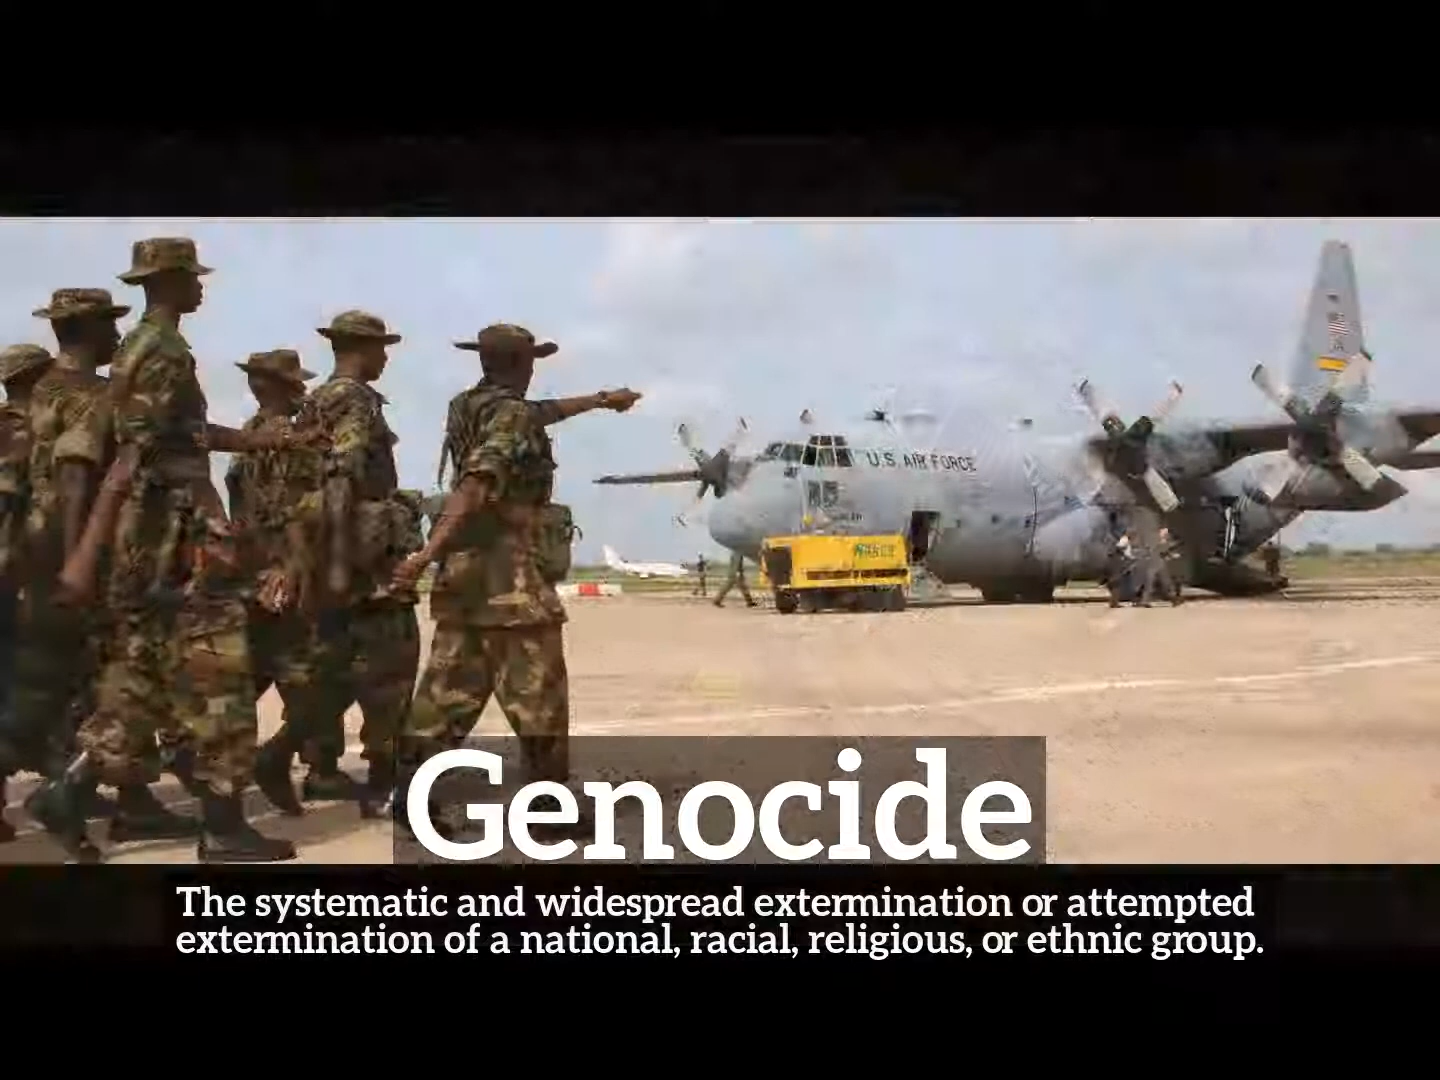 U.S. AIR FORCE
Genocide
The systematic and widespread extermination or attempted
extermination of a national, racial, religious, or ethnic group.